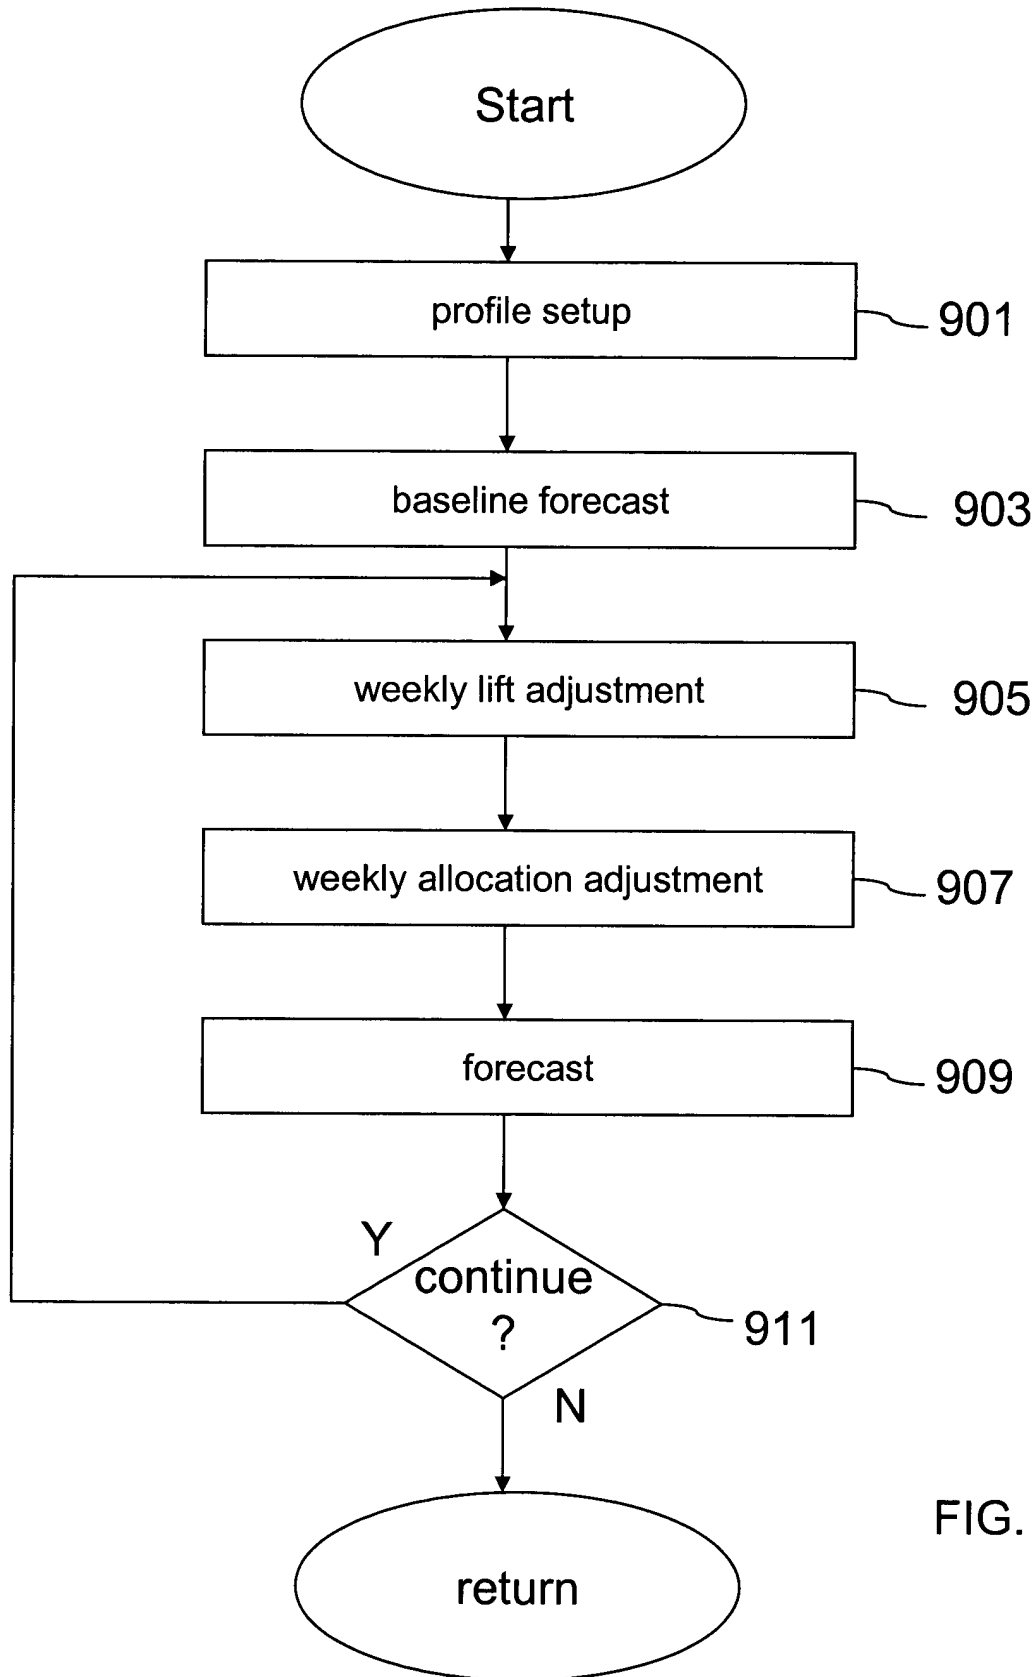 Start
profile setup
901
baseline forecast
903
weekly lift adjustment
905
weekly allocation adjustment
907
forecast
909
Y
continue
?
911
N
FIG.
return